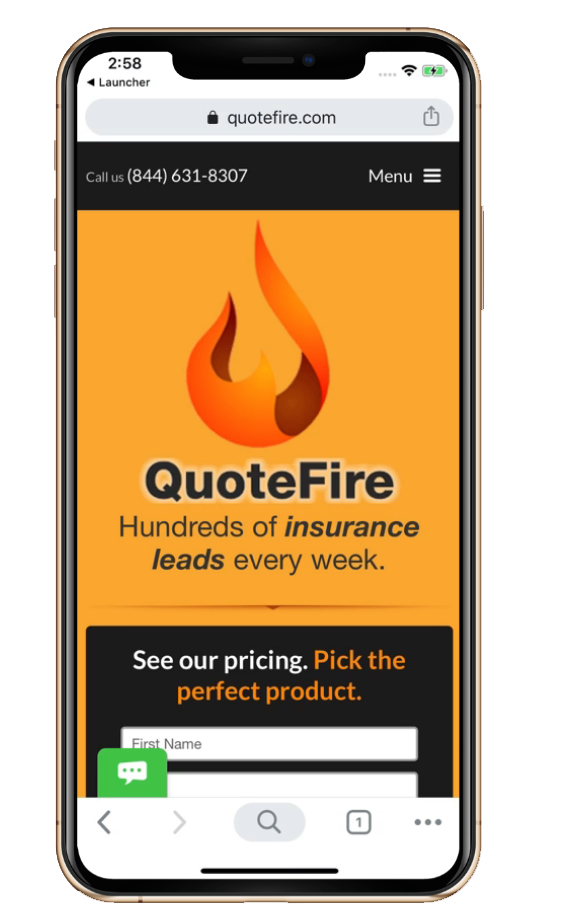 2:58
◀ Launcher
quotefire.com
Call us (844) 631-8307
Menu
QuoteFire
Hundreds of insurance
leads every week.
See our pricing. Pick the
perfect product.
First Name
1